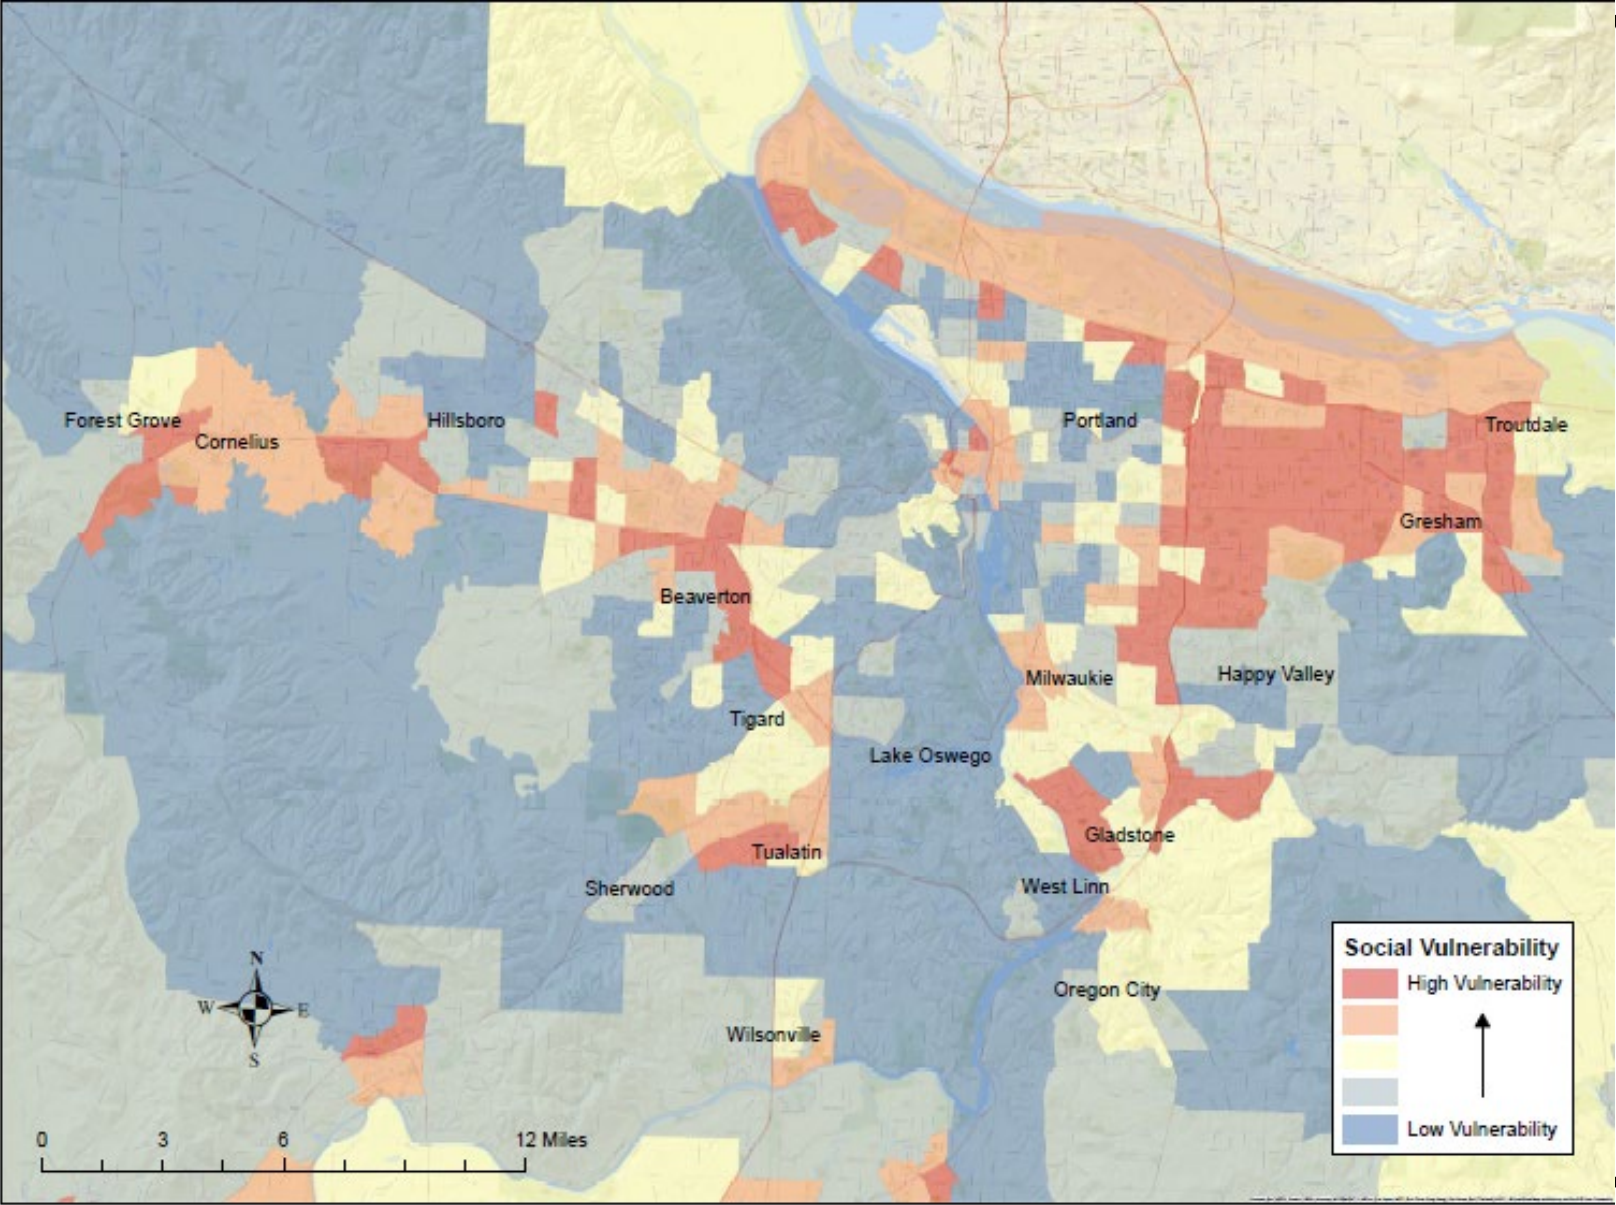 Forest Grove
Cornelius
Hillsboro
Portland
Troutdale
Gresham
Beaverton
Milwaukie
Happy Valley
Tigard
Lake Oswego
Gladstone
Tualatin
Sherwood
West Linn
Oregon City
Wilsonville
N
W
E
S
0 3 6 12 Miles
Social Vulnerability
High Vulnerability
Low Vulnerability